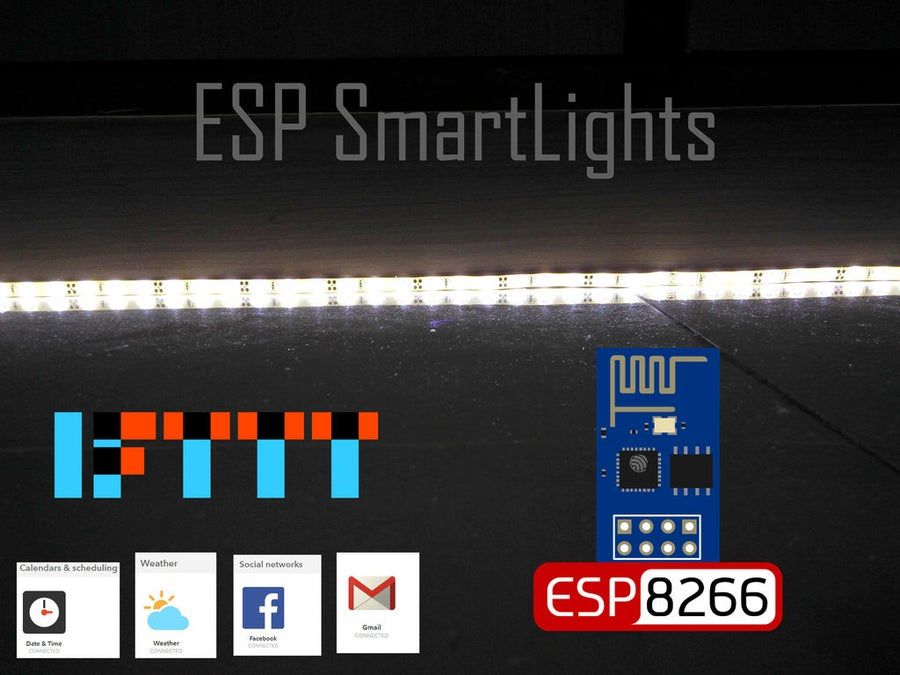 ESP SmartLights
IFTTT
Calendars & scheduling
Date & Time
CONNECTED
Weather
Weather
CONNECTED
Social networks
Facebook
CONNECTED
Gmail
CONNECTED
ESP8266